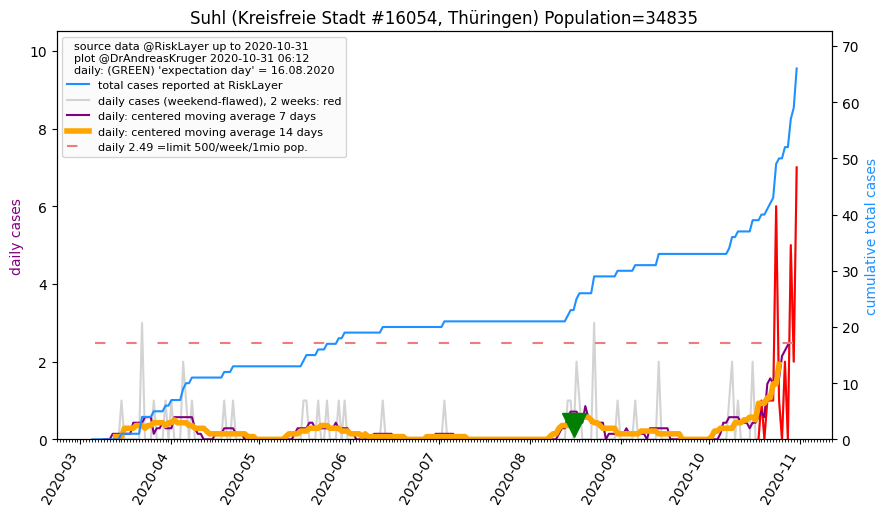 Suhl (Kreisfreie Stadt #16054, Thüringen) Population=34835
source data @RiskLayer up to 2020-10-31
plot @DrAndreasKruger 2020-10-31 06:12
daily: (GREEN) 'expectation day' = 16.08.2020
total cases reported at RiskLayer
daily cases (weekend-flawed), 2 weeks: red
daily: centered moving average 7 days
daily: centered moving average 14 days
daily 2.49 =limit 500/week/1mio pop.
daily cases
10
8
6
4
2
0
cumulative total cases
70
60
50
40
30
20
10
0
2020-03
2020-04
2020-05
2020-06
2020-07
2020-08
2020-09
2020-10
2020-11